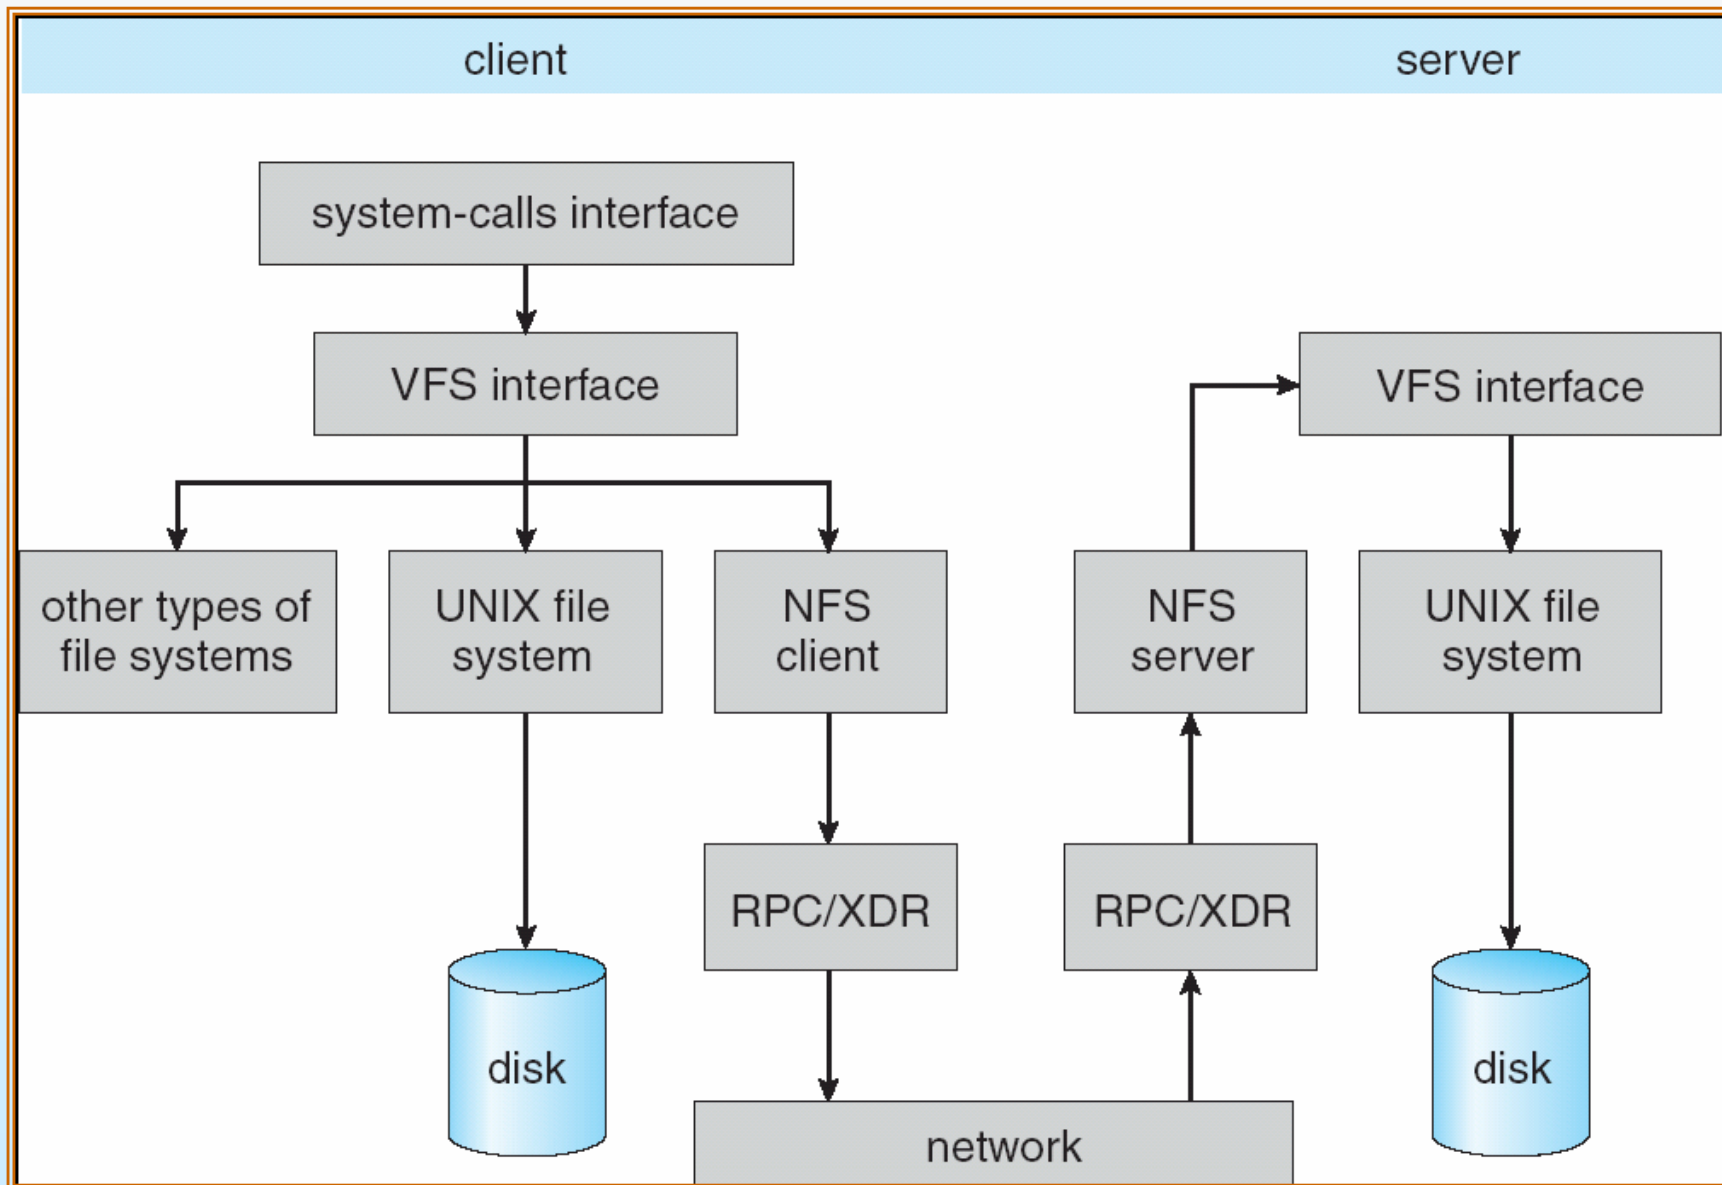 client
server
system-calls interface
VFS interface
VFS interface
other types of
file systems
UNIX file
system
NFS
client
NFS
server
UNIX file
system
RPC/XDR
RPC/XDR
disk
disk
network